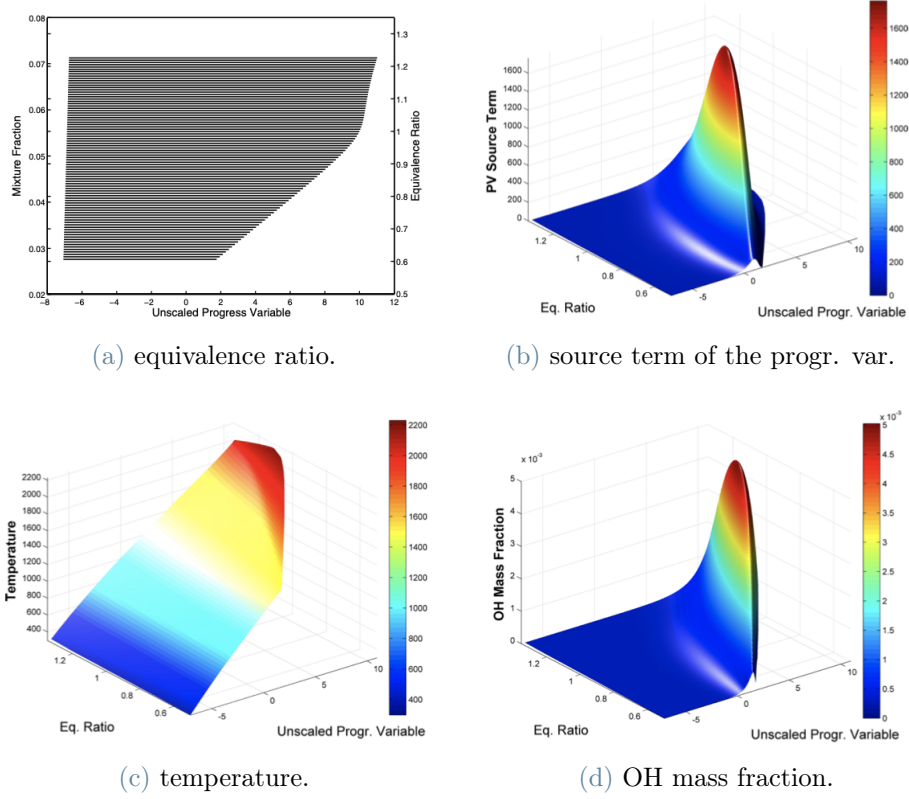 0.08
0.07
0.06
0.05
0.04
0.03
0.02
Mixture Fraction
1.3
1.2
1.1
1
0.9
0.8
0.7
0.6
0.5
Equivalence Ratio
−8 −6 −4 −2 0 2 4 6 8 10 12
Unscaled Progress Variable
(a) equivalence ratio.
PV Source Term
1600
1400
1200
1000
800
600
400
200
0
1.2 1 0.8 0.6
Eq. Ratio
-5 0 5 10
Unscaled Progr. Variable
1600
1400
1200
1000
800
600
400
200
0
(b) source term of the progr. var.
Temperature
2200
2000
1800
1600
1400
1200
1000
800
600
400
1.2 1 0.8 0.6
Eq. Ratio
-5 0 5 10
Unscaled Progr. Variable
2200
2000
1800
1600
1400
1200
1000
800
600
400
(c) temperature.
OH Mass Fraction
x 10⁻³
5
4
3
2
1
0
1.2 1 0.8 0.6
Eq. Ratio
-5 0 5 10
Unscaled Progr. Variable
x 10⁻³
5
4.5
4
3.5
3
2.5
2
1.5
1
0.5
0
(d) OH mass fraction.